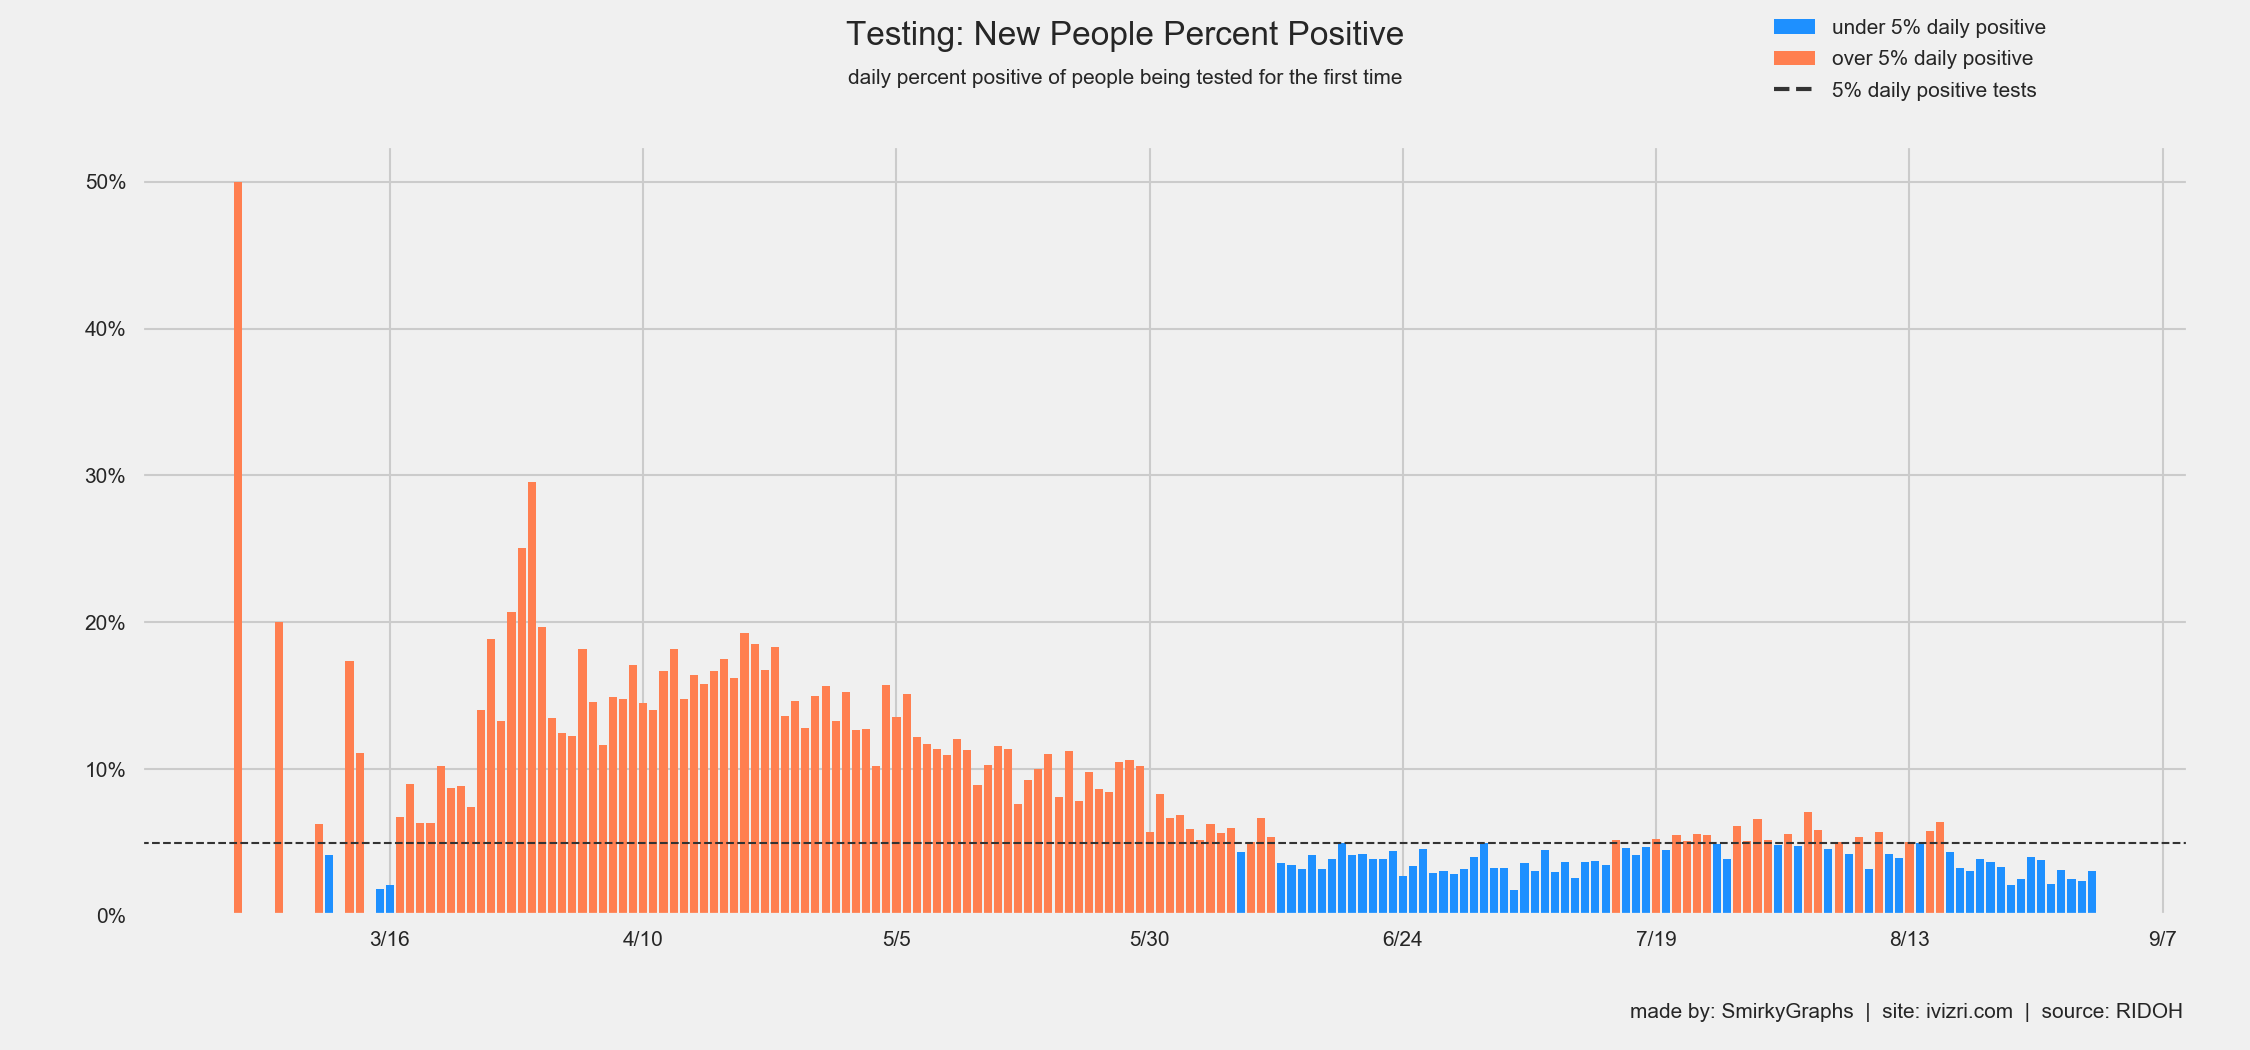 Testing: New People Percent Positive
daily percent positive of people being tested for the first time
under 5% daily positive
over 5% daily positive
5% daily positive tests
50%
40%
30%
20%
10%
0%
3/16 4/10 5/5 5/30 6/24 7/19 8/13 9/7
made by: SmirkyGraphs | site: ivizri.com | source: RIDOH